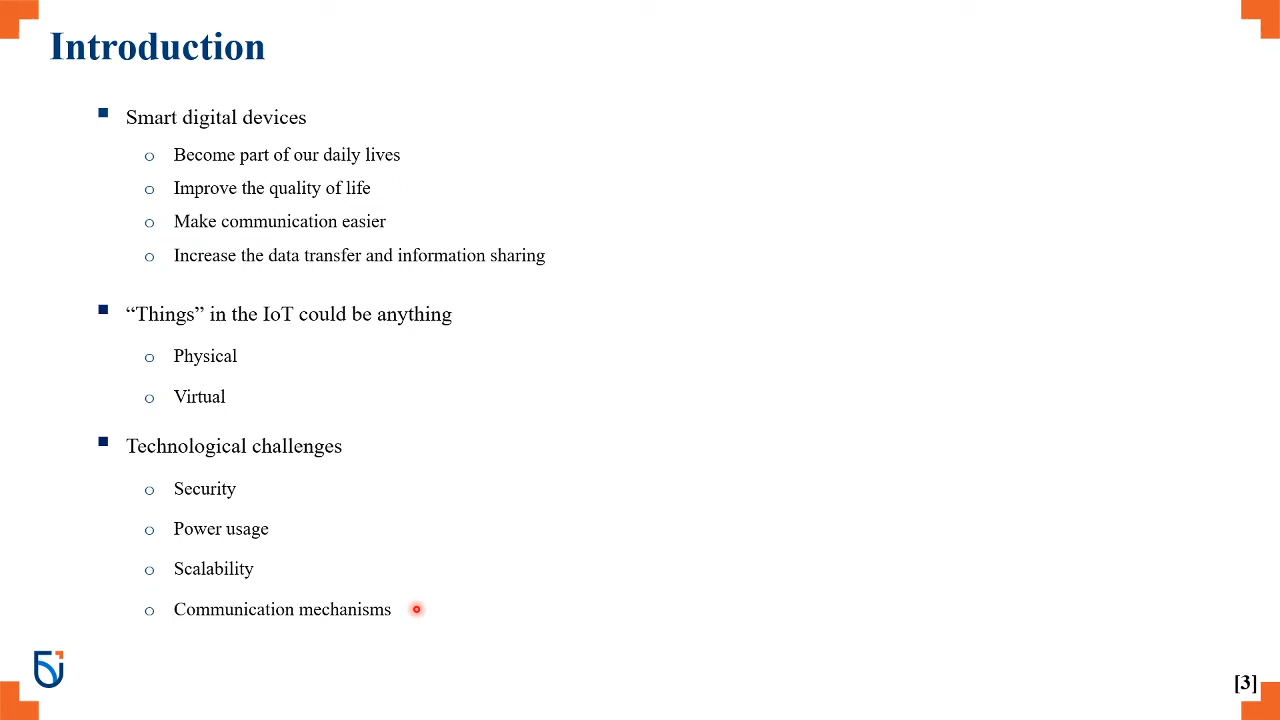 Introduction
Smart digital devices
Become part of our daily lives
Improve the quality of life
Make communication easier
Increase the data transfer and information sharing
“Things” in the IoT could be anything
Physical
Virtual
Technological challenges
Security
Power usage
Scalability
Communication mechanisms
[3]